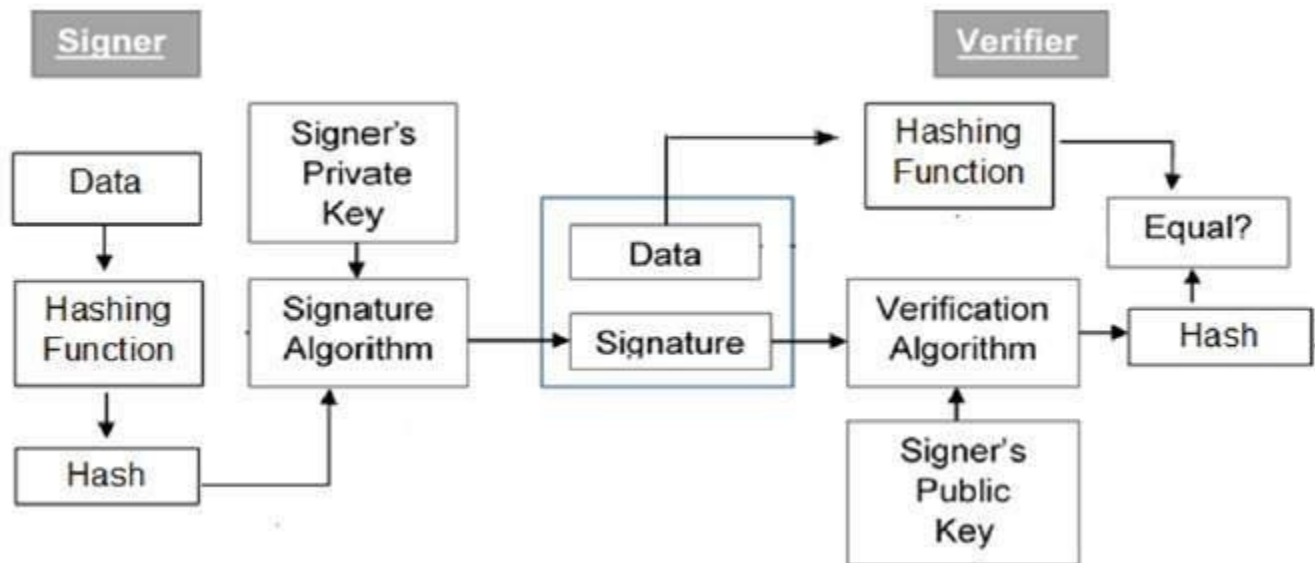 Signer
Verifier
Data
Hashing
Function
Hash
Signer's
Private
Key
Signature
Algorithm
Data
Signature
Hashing
Function
Verification
Algorithm
Signer's
Public
Key
Equal?
Hash